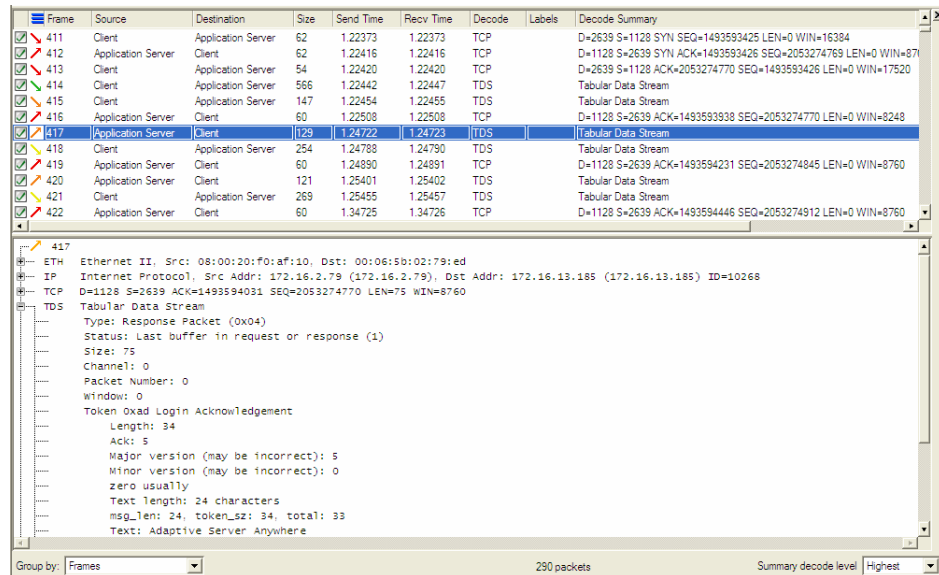 Frame Source Destination Size Send Time Recv Time Decode Labels Decode Summary
411 Client Application Server 62 1.22373 1.22373 TCP D=2639 S=1128 SYN SEQ=1493593425 LEN=0 WIN=16384
412 Application Server Client 62 1.22416 1.22416 TCP D=1128 S=2639 SYN ACK=1493593426 SEQ=2053274769 LEN=0 WIN=87
413 Client Application Server 54 1.22420 1.22420 TCP D=2639 S=1128 ACK=2053274770 SEQ=1493593426 LEN=0 WIN=17520
414 Client Application Server 566 1.22442 1.22447 TDS Tabular Data Stream
415 Client Application Server 147 1.22454 1.22455 TDS Tabular Data Stream
416 Application Server Client 60 1.22508 1.22508 TCP D=1128 S=2639 ACK=1493593938 SEQ=2053274770 LEN=0 WIN=8248
417 Application Server Client 129 1.24722 1.24723 TDS Tabular Data Stream
418 Client Application Server 254 1.24788 1.24790 TDS Tabular Data Stream
419 Application Server Client 60 1.24890 1.24891 TCP D=1128 S=2639 ACK=1493594231 SEQ=2053274845 LEN=0 WIN=8760
420 Application Server Client 121 1.25401 1.25402 TDS Tabular Data Stream
421 Client Application Server 269 1.25455 1.25457 TDS Tabular Data Stream
422 Application Server Client 60 1.34725 1.34726 TCP D=1128 S=2639 ACK=1493594446 SEQ=2053274912 LEN=0 WIN=8760
417
ETH Ethernet II, Src: 08:00:20:f0:af:10, Dst: 00:06:5b:02:79:ed
IP Internet Protocol, Src Addr: 172.16.2.79 (172.16.2.79), Dst Addr: 172.16.13.185 (172.16.13.185) ID=10268
TCP D=1128 S=2639 ACK=1493594031 SEQ=2053274770 LEN=75 WIN=8760
TDS Tabular Data Stream
Type: Response Packet (0x04)
Status: Last buffer in request or response (1)
Size: 75
Channel: 0
Packet Number: 0
Window: 0
Token 0xad Login Acknowledgement
Length: 34
Ack: 5
Major version (may be incorrect): 5
Minor version (may be incorrect): 0
zero usually
Text length: 24 characters
msg_len: 24, token_sz: 34, total: 33
Text: Adaptive Server Anywhere
Group by: Frames 290 packets Summary decode level Highest